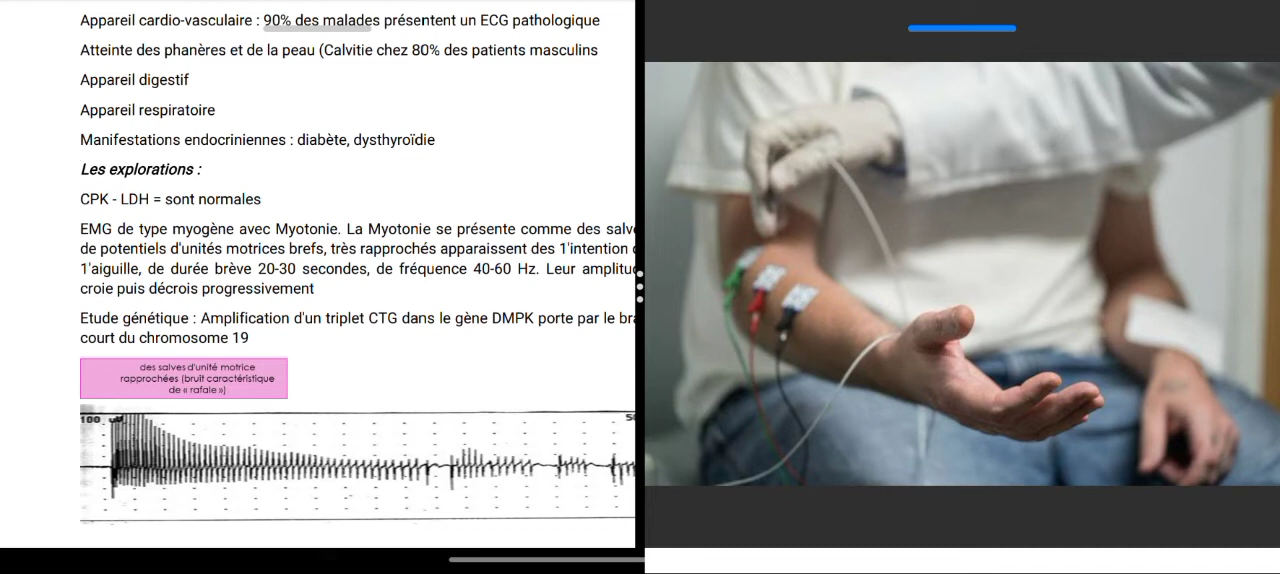 Appareil cardio-vasculaire : 90% des malades présentent un ECG pathologique
Atteinte des phanères et de la peau (Calvitie chez 80% des patients masculins
Appareil digestif
Appareil respiratoire
Manifestations endocriniennes : diabète, dysthyroïdie
Les explorations :
CPK - LDH = sont normales
EMG de type myogène avec Myotonie. La Myotonie se présente comme des salv
de potentiels d'unités motrices brefs, très rapprochés apparaissent des 1'intention
1'aiguille, de durée brève 20-30 secondes, de fréquence 40-60 Hz. Leur amplitu
croie puis décrois progressivement
Etude génétique : Amplification d'un triplet CTG dans le gène DMPK porte par le bra
court du chromosome 19
des salves d'unité motrice
rapprochées (bruit caractéristique
de « rafale »)
100 uV